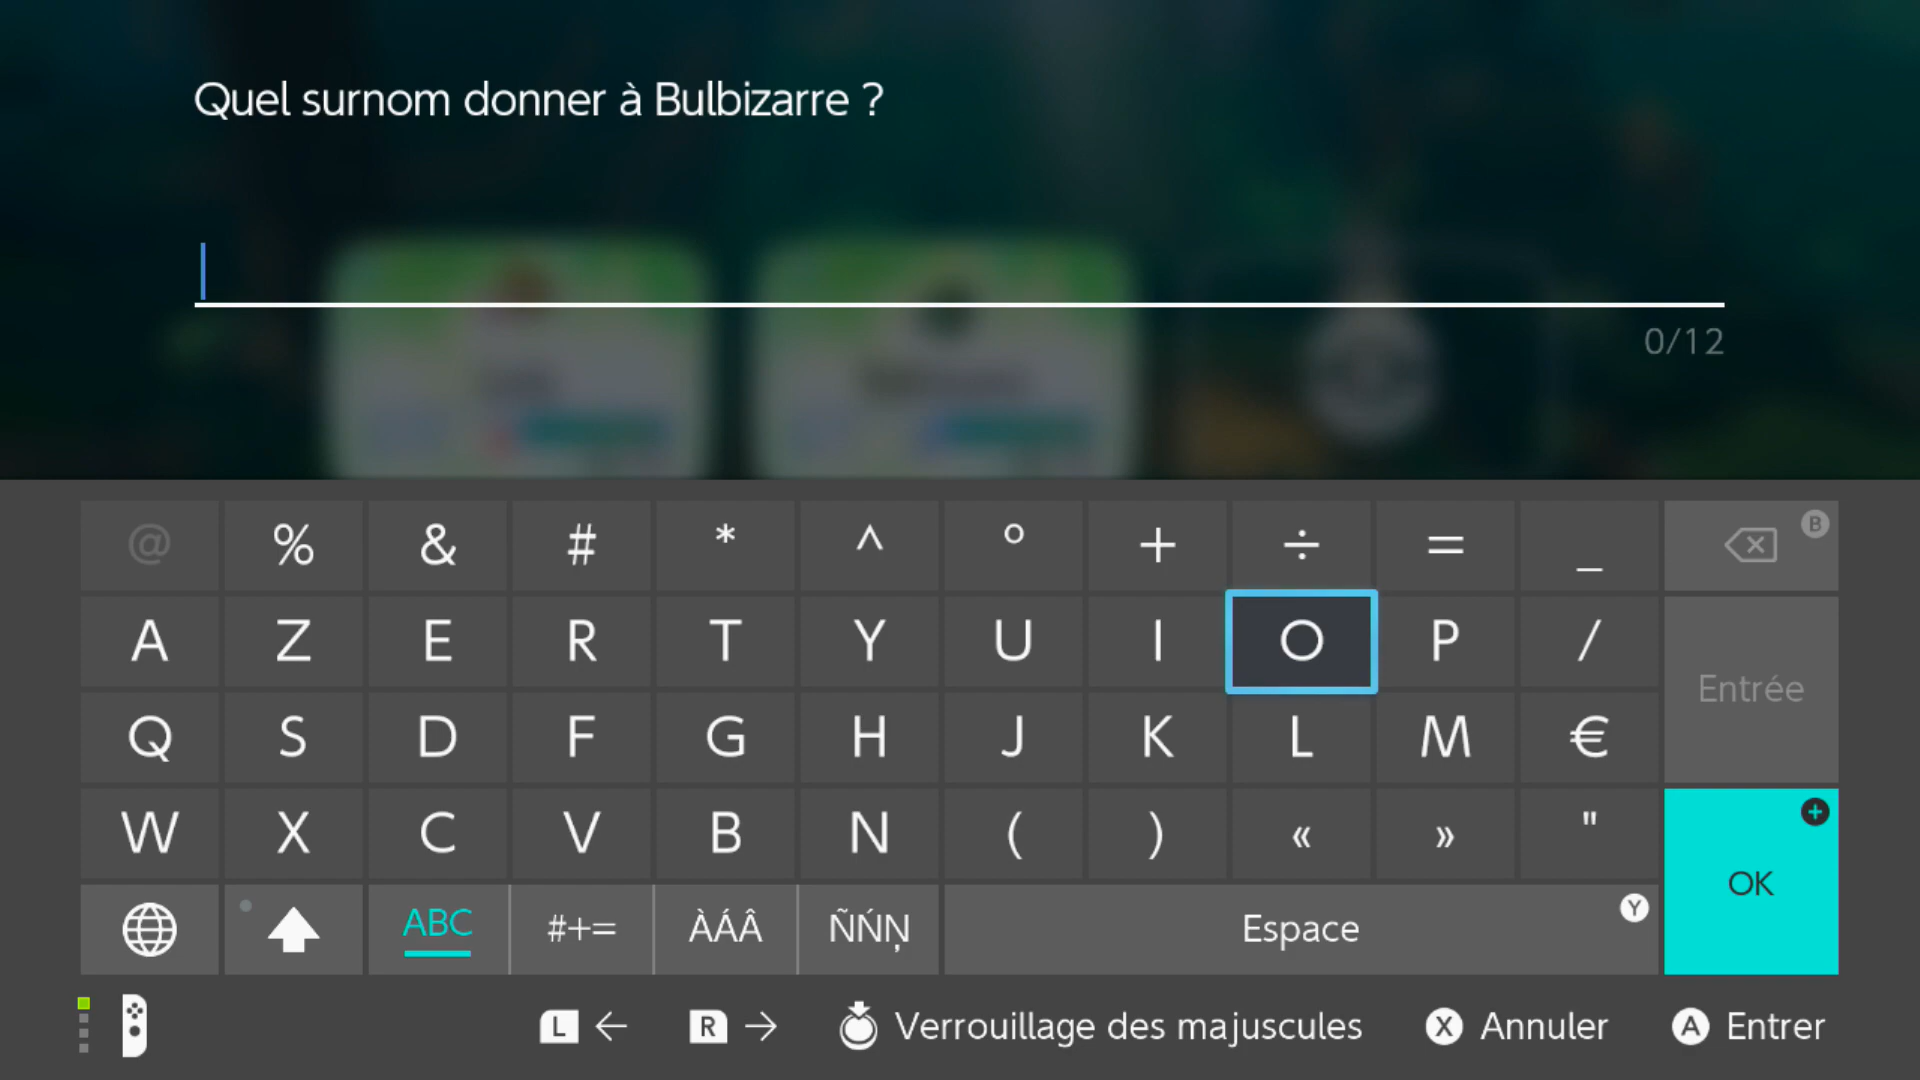 Quel surnom donner à Bulbizarre ?
0/12
@ % & # * ^ ° + ÷ = _ B
A Z E R T Y U I O P / Entrée
Q S D F G H J K L M €
W X C V B N ( ) « » " +
ABC #+= ÀÁÂ ÑŃŅ Espace Y OK
L ← R → Verrouillage des majuscules X Annuler A Entrer